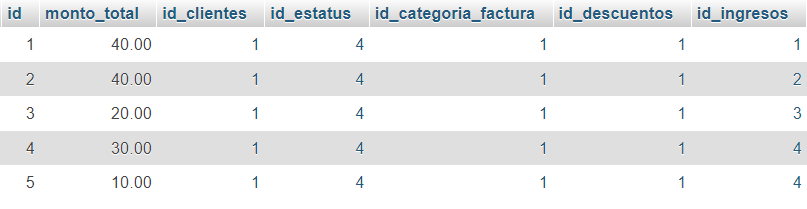 id monto_total id_clientes id_estatus id_categoria_factura id_descuentos id_ingresos
1 40.00 1 4 1 1 1
2 40.00 1 4 1 1 2
3 20.00 1 4 1 1 3
4 30.00 1 4 1 1 4
5 10.00 1 4 1 1 4